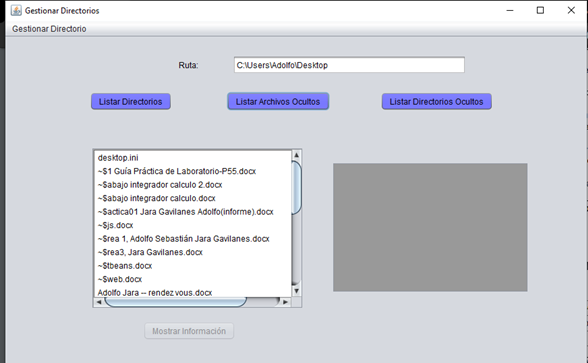 Gestionar Directorios
Gestionar Directorio
Ruta: C:\Users\Adolfo\Desktop
Listar Directorios Listar Archivos Ocultos Listar Directorios Ocultos
desktop.ini
~$1 Guía Práctica de Laboratorio-P55.docx
~$abajo integrador calculo 2.docx
~$abajo integrador calculo.docx
~$actica01 Jara Gavilanes Adolfo(informe).docx
~$js.docx
~$rea 1, Adolfo Sebastián Jara Gavilanes.docx
~$rea3, Jara Gavilanes.docx
~$tbeans.docx
~$web.docx
Adolfo Jara -- rendez vous.docx
Mostrar Información